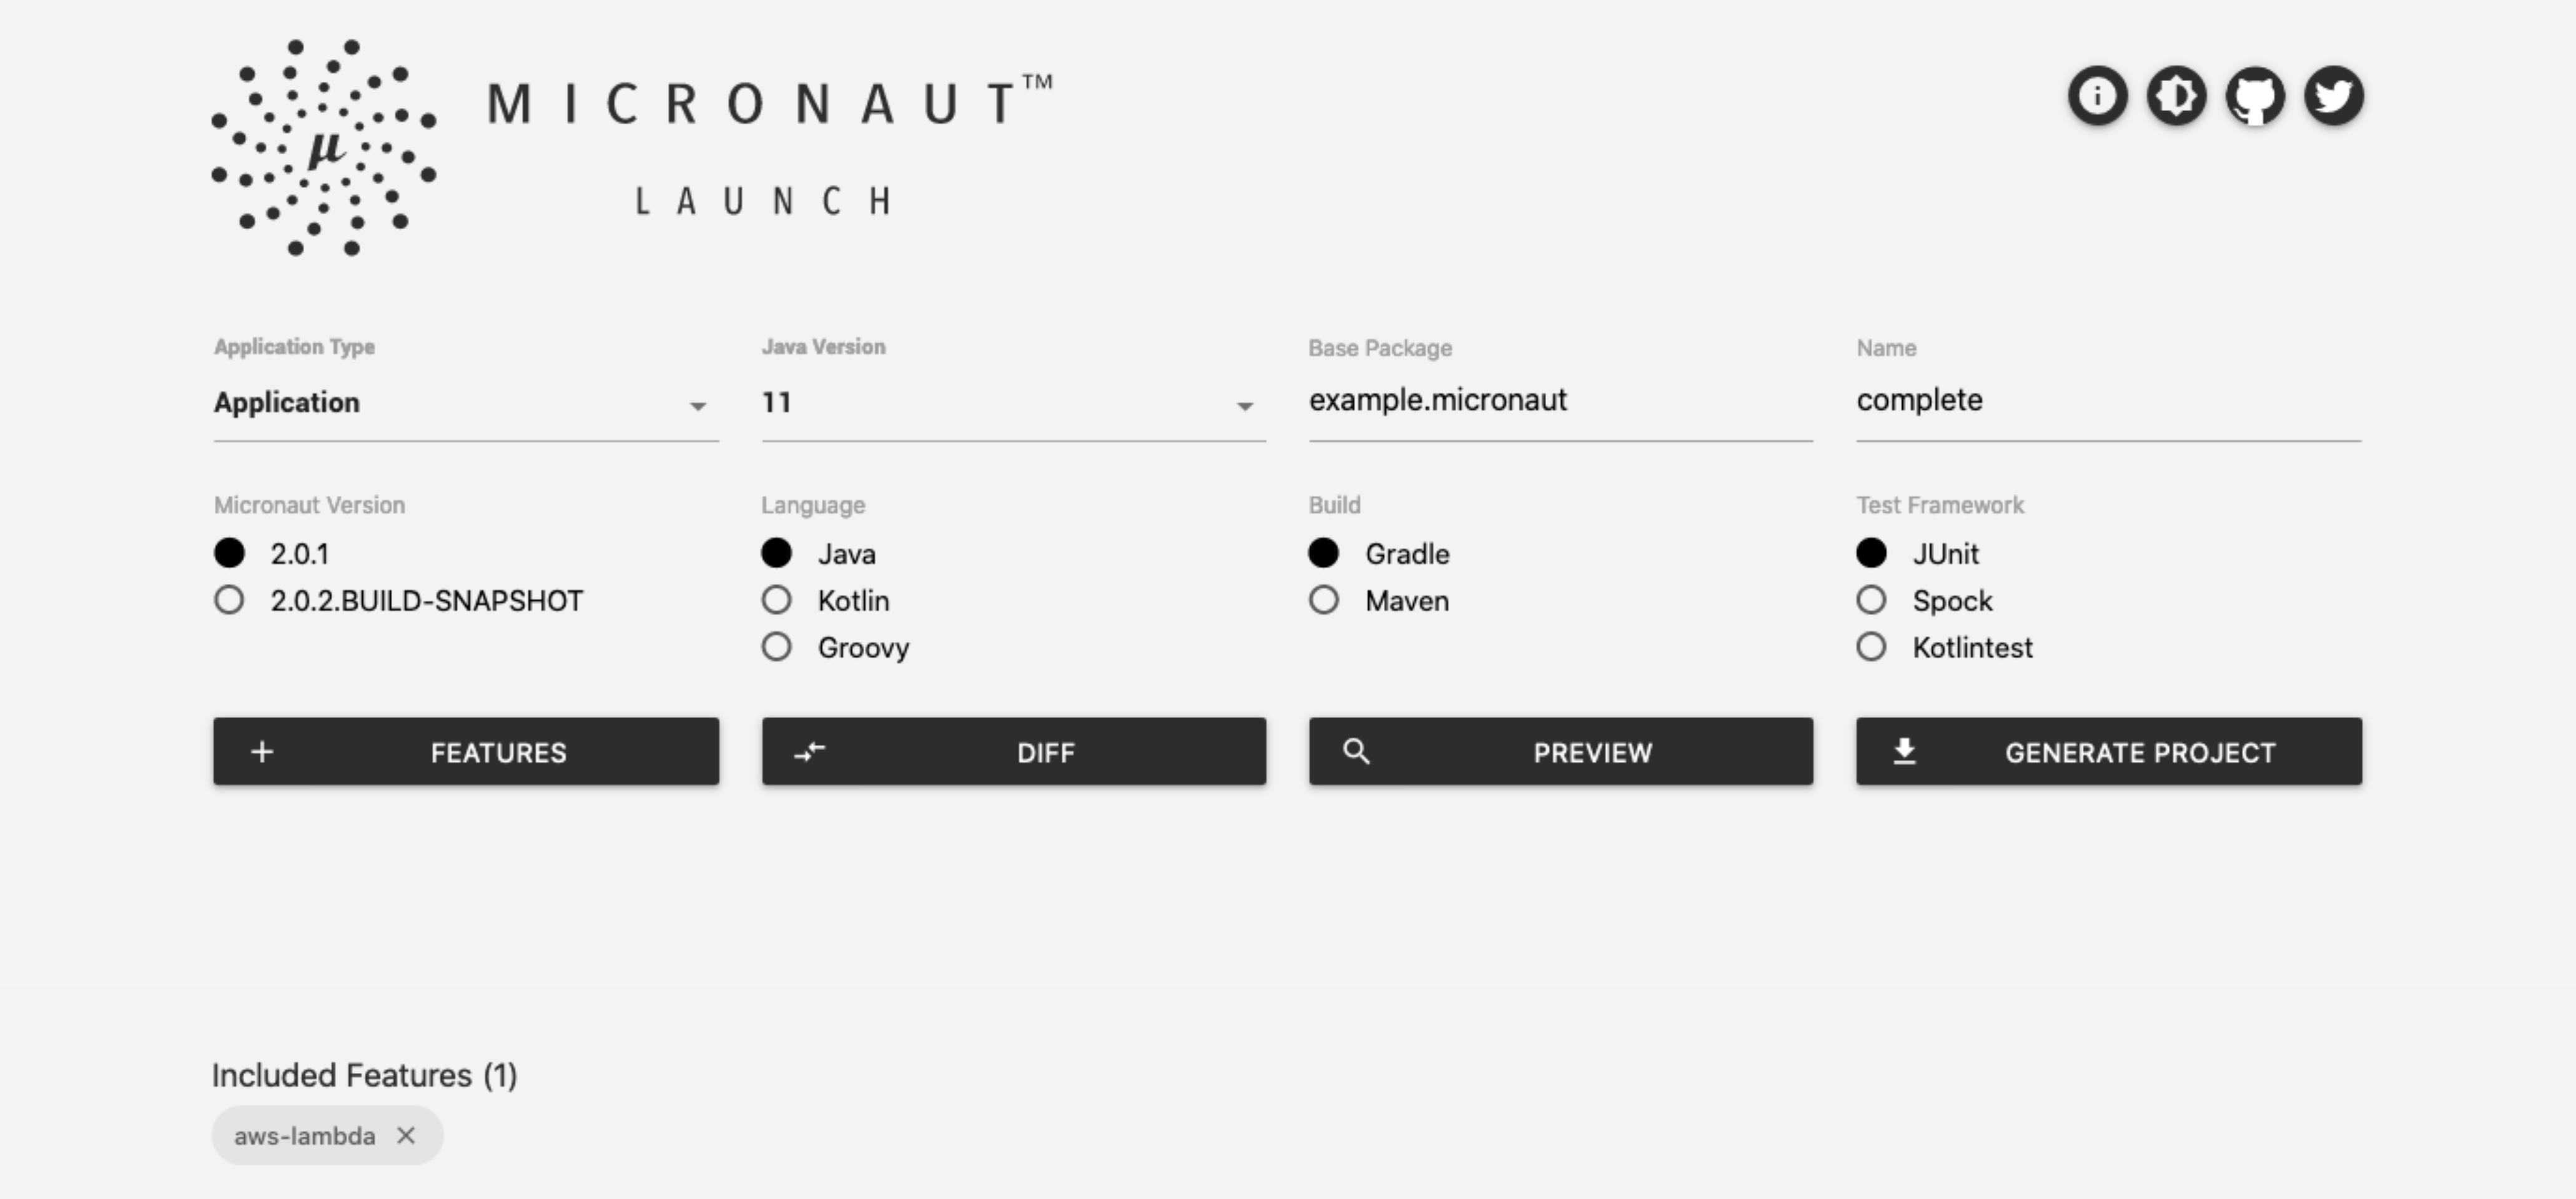 MICRONAUT™
LAUNCH
µ
Application Type
Application
Java Version
11
Base Package
example.micronaut
Name
complete
Micronaut Version
2.0.1
2.0.2.BUILD-SNAPSHOT
Language
Java
Kotlin
Groovy
Build
Gradle
Maven
Test Framework
JUnit
Spock
Kotlintest
FEATURES
DIFF
PREVIEW
GENERATE PROJECT
Included Features (1)
aws-lambda